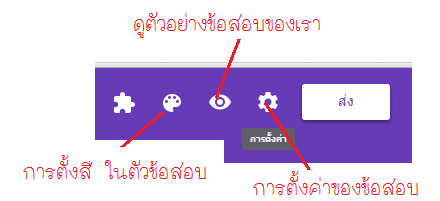 ดูตัวอย่างข้อสอบของเรา
ส่ง
การตั้งค่า
การตั้งสี ในตัวข้อสอบ
การตั้งค่าของข้อสอบ